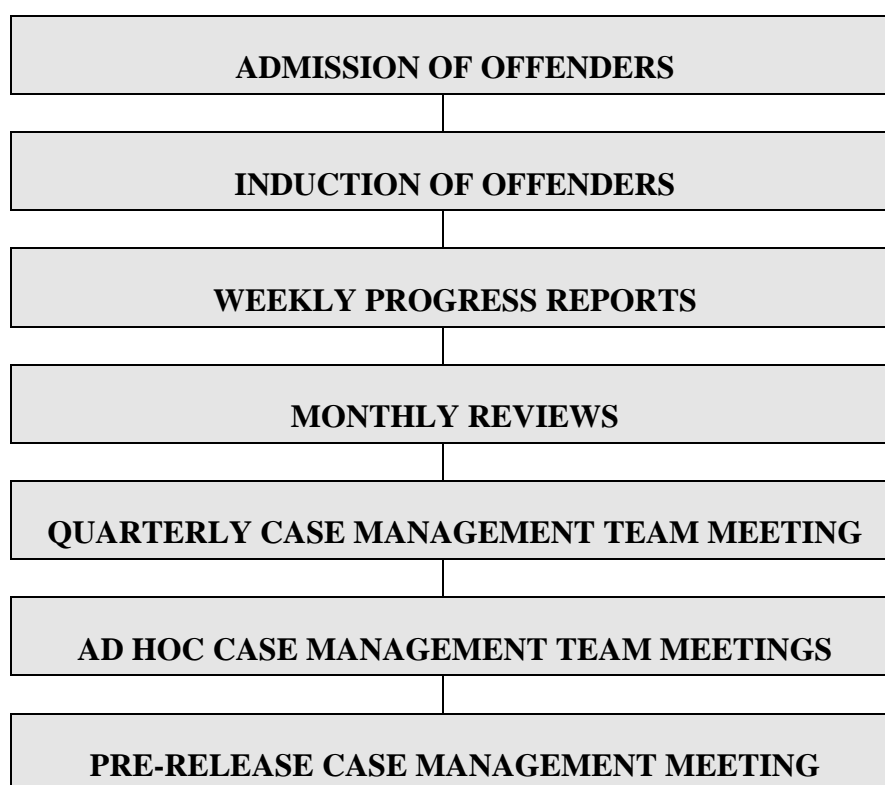 ADMISSION OF OFFENDERS
INDUCTION OF OFFENDERS
WEEKLY PROGRESS REPORTS
MONTHLY REVIEWS
QUARTERLY CASE MANAGEMENT TEAM MEETING
AD HOC CASE MANAGEMENT TEAM MEETINGS
PRE-RELEASE CASE MANAGEMENT MEETING